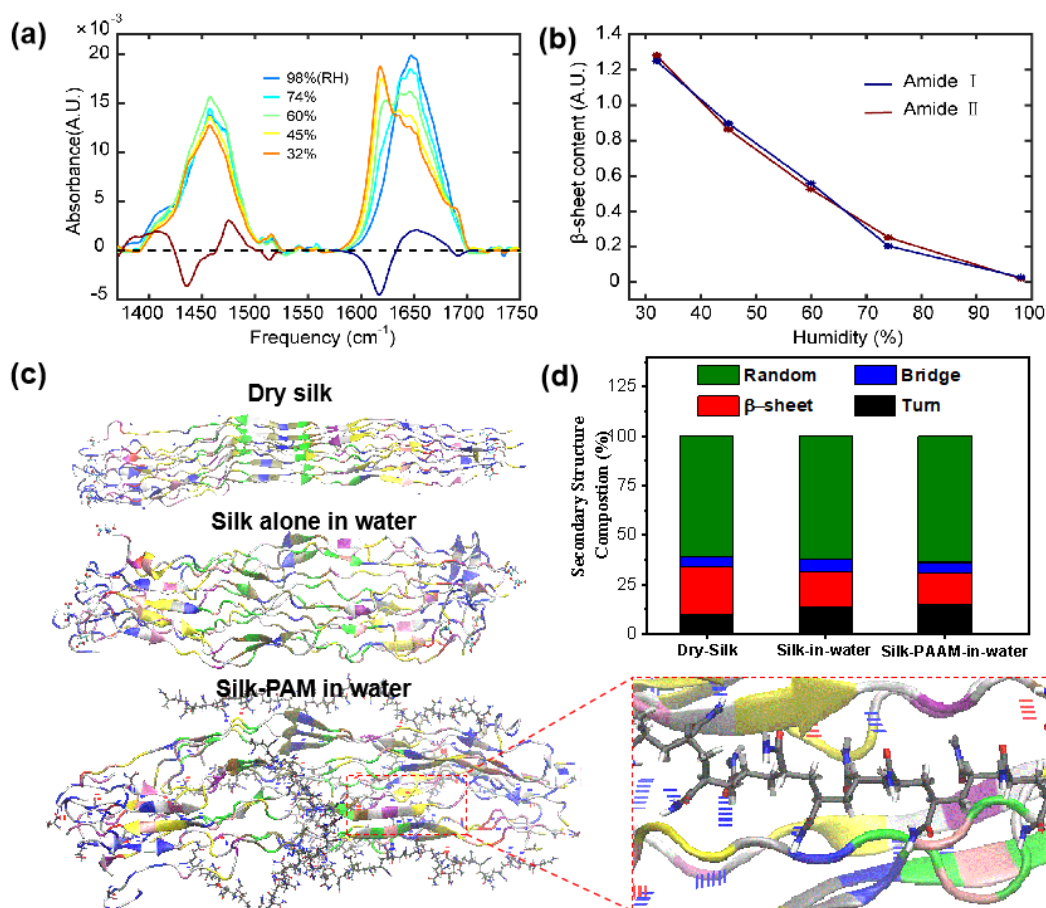 (a)
×10⁻³
20
15
10
5
0
−5
Absorbance(A.U.)
98%(RH)
74%
60%
45%
32%
1400 1450 1500 1550 1600 1650 1700 1750
Frequency (cm⁻¹)
(b)
1.4
1.2
1.0
0.8
0.6
0.4
0.2
0
β-sheet content (A.U.)
Amide Ⅰ
Amide Ⅱ
30 40 50 60 70 80 90 100
Humidity (%)
(c)
Dry silk
Silk alone in water
Silk-PAM in water
(d)
Random Bridge
β–sheet Turn
125
100
75
50
25
0
Secondary Structure
Compostion (%)
Dry-Silk Silk-in-water Silk-PAAM-in-water